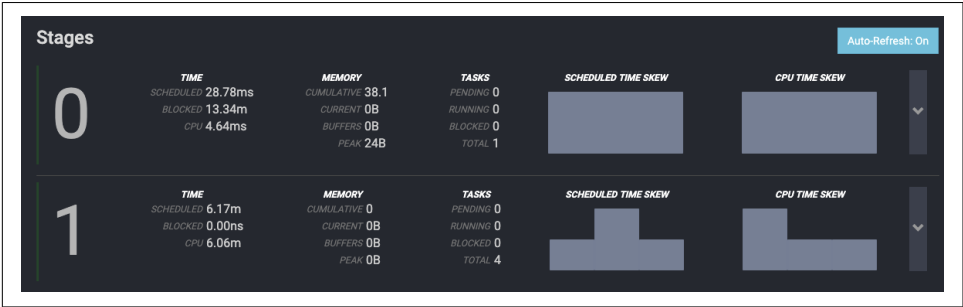 Stages
Auto-Refresh: On
0
TIME
SCHEDULED 28.78ms
BLOCKED 13.34m
CPU 4.64ms
MEMORY
CUMULATIVE 38.1
CURRENT 0B
BUFFERS 0B
PEAK 24B
TASKS
PENDING 0
RUNNING 0
BLOCKED 0
TOTAL 1
SCHEDULED TIME SKEW
CPU TIME SKEW
1
TIME
SCHEDULED 6.17m
BLOCKED 0.00ns
CPU 6.06m
MEMORY
CUMULATIVE 0
CURRENT 0B
BUFFERS 0B
PEAK 0B
TASKS
PENDING 0
RUNNING 0
BLOCKED 0
TOTAL 4
SCHEDULED TIME SKEW
CPU TIME SKEW